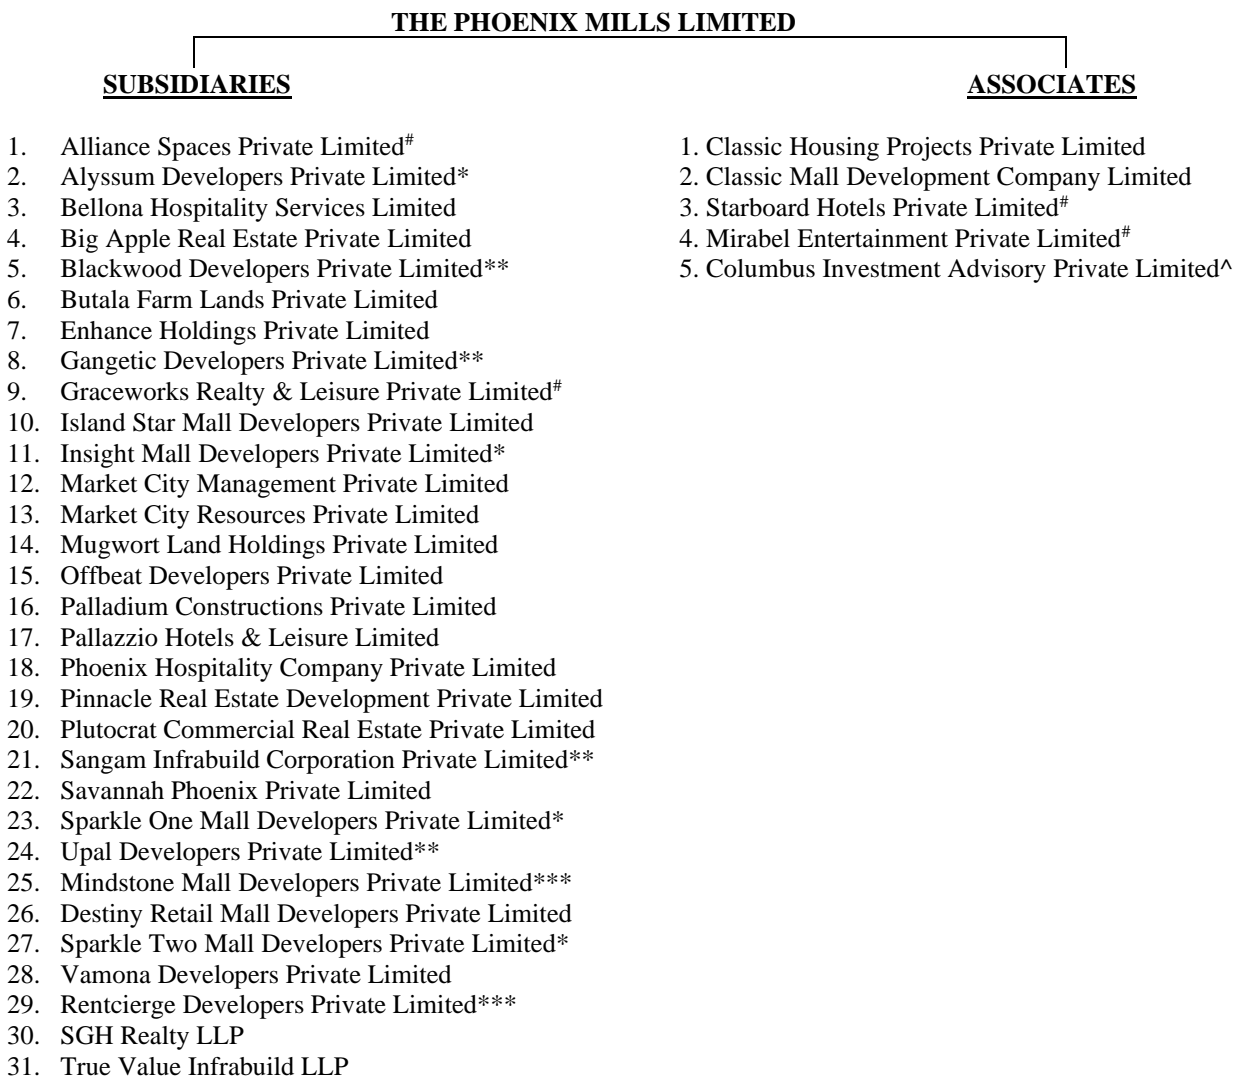 THE PHOENIX MILLS LIMITED
SUBSIDIARIES
ASSOCIATES
1. Alliance Spaces Private Limited#
2. Alyssum Developers Private Limited*
3. Bellona Hospitality Services Limited
4. Big Apple Real Estate Private Limited
5. Blackwood Developers Private Limited**
6. Butala Farm Lands Private Limited
7. Enhance Holdings Private Limited
8. Gangetic Developers Private Limited**
9. Graceworks Realty & Leisure Private Limited#
10. Island Star Mall Developers Private Limited
11. Insight Mall Developers Private Limited*
12. Market City Management Private Limited
13. Market City Resources Private Limited
14. Mugwort Land Holdings Private Limited
15. Offbeat Developers Private Limited
16. Palladium Constructions Private Limited
17. Pallazzio Hotels & Leisure Limited
18. Phoenix Hospitality Company Private Limited
19. Pinnacle Real Estate Development Private Limited
20. Plutocrat Commercial Real Estate Private Limited
21. Sangam Infrabuild Corporation Private Limited**
22. Savannah Phoenix Private Limited
23. Sparkle One Mall Developers Private Limited*
24. Upal Developers Private Limited**
25. Mindstone Mall Developers Private Limited***
26. Destiny Retail Mall Developers Private Limited
27. Sparkle Two Mall Developers Private Limited*
28. Vamona Developers Private Limited
29. Rentcierge Developers Private Limited***
30. SGH Realty LLP
31. True Value Infrabuild LLP
1. Classic Housing Projects Private Limited
2. Classic Mall Development Company Limited
3. Starboard Hotels Private Limited#
4. Mirabel Entertainment Private Limited#
5. Columbus Investment Advisory Private Limited^